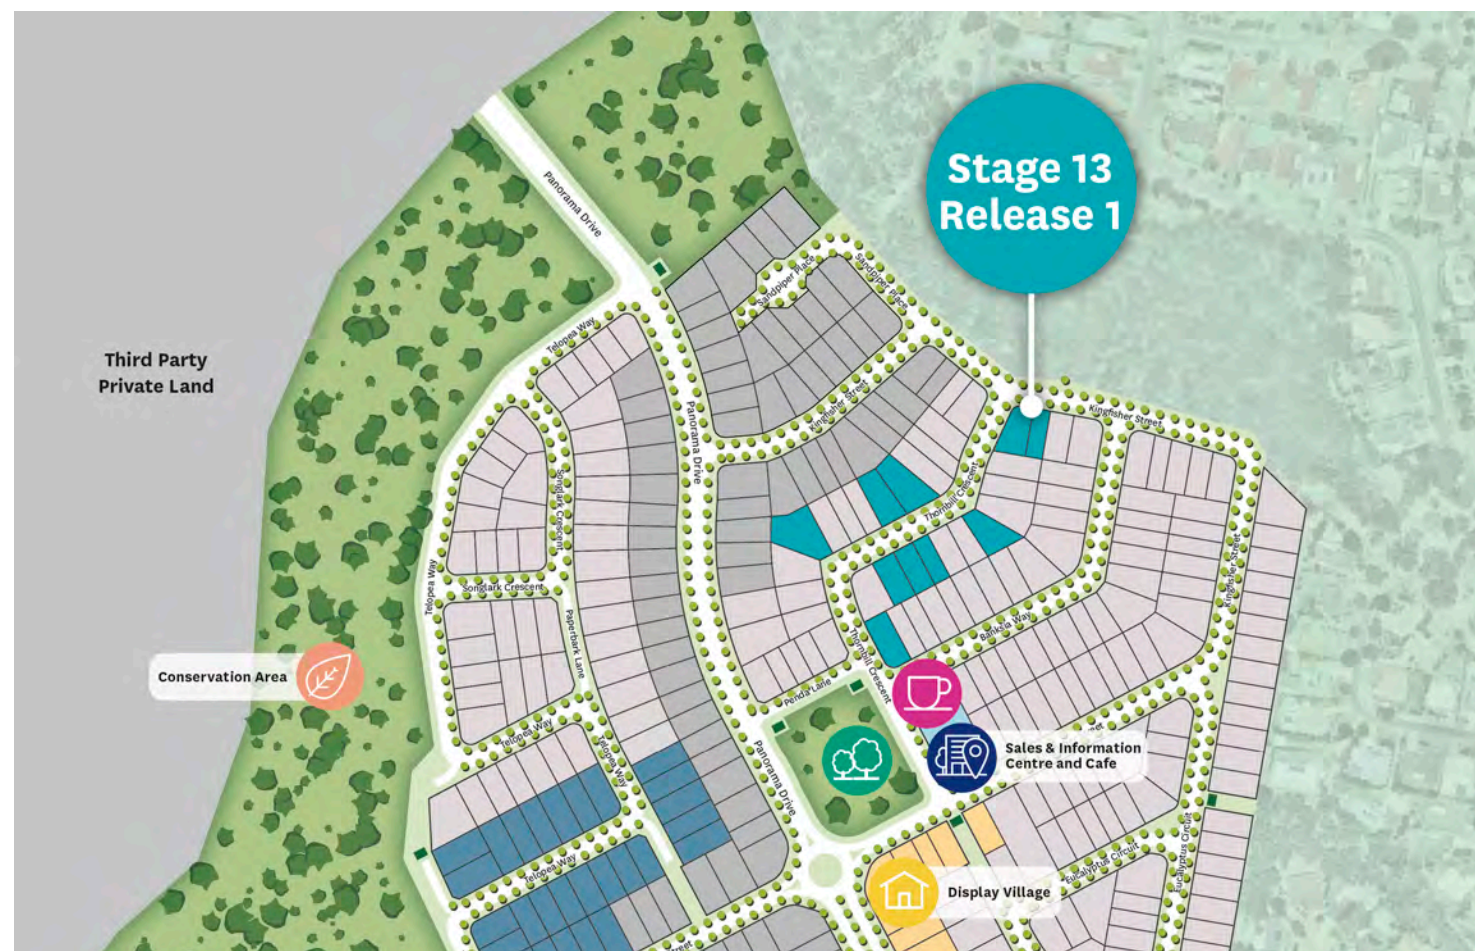 Stage 13
Release 1
Panorama Drive
Sandpiper Place
Sandpiper Place
Telopea Way
Third Party
Private Land
Kingfisher Street
Kingfisher Street
Panorama Drive
Thornbill Crescent
Songlark Crescent
Telopea Way
Songlark Crescent
Kingfisher Street
Paperbark Lane
Banksia Way
Thornbill Crescent
Conservation Area
Penda Lane
Telopea Way
Telopea Way
Panorama Drive
Sales & Information
Centre and Cafe
Telopea Way
Eucalyptus Circuit
Eucalyptus Circuit
Display Village